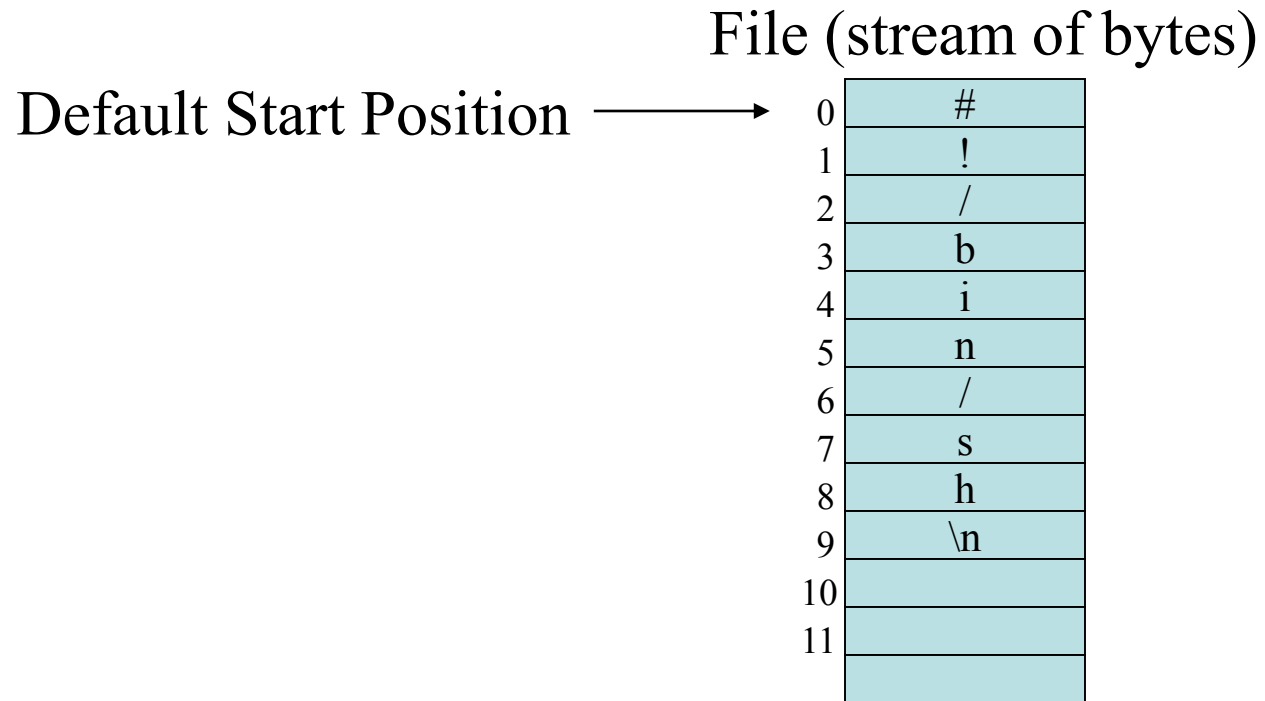 File (stream of bytes)
Default Start Position 0 #
1 !
2 /
3 b
4 i
5 n
6 /
7 s
8 h
9 \n
10
11